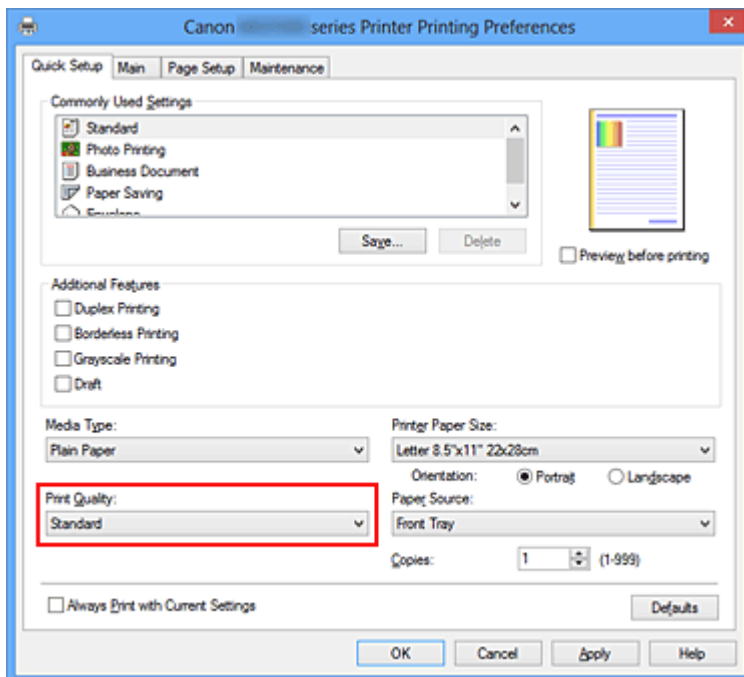 Canon series Printer Printing Preferences
Quick Setup Main Page Setup Maintenance
Commonly Used Settings
Standard
Photo Printing
Business Document
Paper Saving
Envelope
Save... Delete
Preview before printing
Additional Features
Duplex Printing
Borderless Printing
Grayscale Printing
Draft
Media Type:
Plain Paper
Printer Paper Size:
Letter 8.5"x11" 22x28cm
Orientation: Portrait Landscape
Print Quality:
Standard
Paper Source:
Front Tray
Copies: 1 (1-999)
Always Print with Current Settings
Defaults
OK Cancel Apply Help